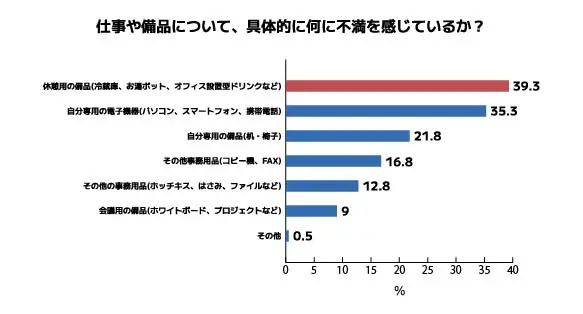 仕事や備品について、具体的に何に不満を感じているか？
休憩用の備品(冷蔵庫、お湯ポット、オフィス設置型ドリンクなど) 39.3
自分専用の電子機器(パソコン、スマートフォン、携帯電話) 35.3
自分専用の備品(机・椅子) 21.8
その他事務用品(コピー機、FAX) 16.8
その他の事務用品(ホッチキス、はさみ、ファイルなど) 12.8
会議用の備品(ホワイトボード、プロジェクトなど) 9
その他 0.5
0 5 10 15 20 25 30 35 40
%